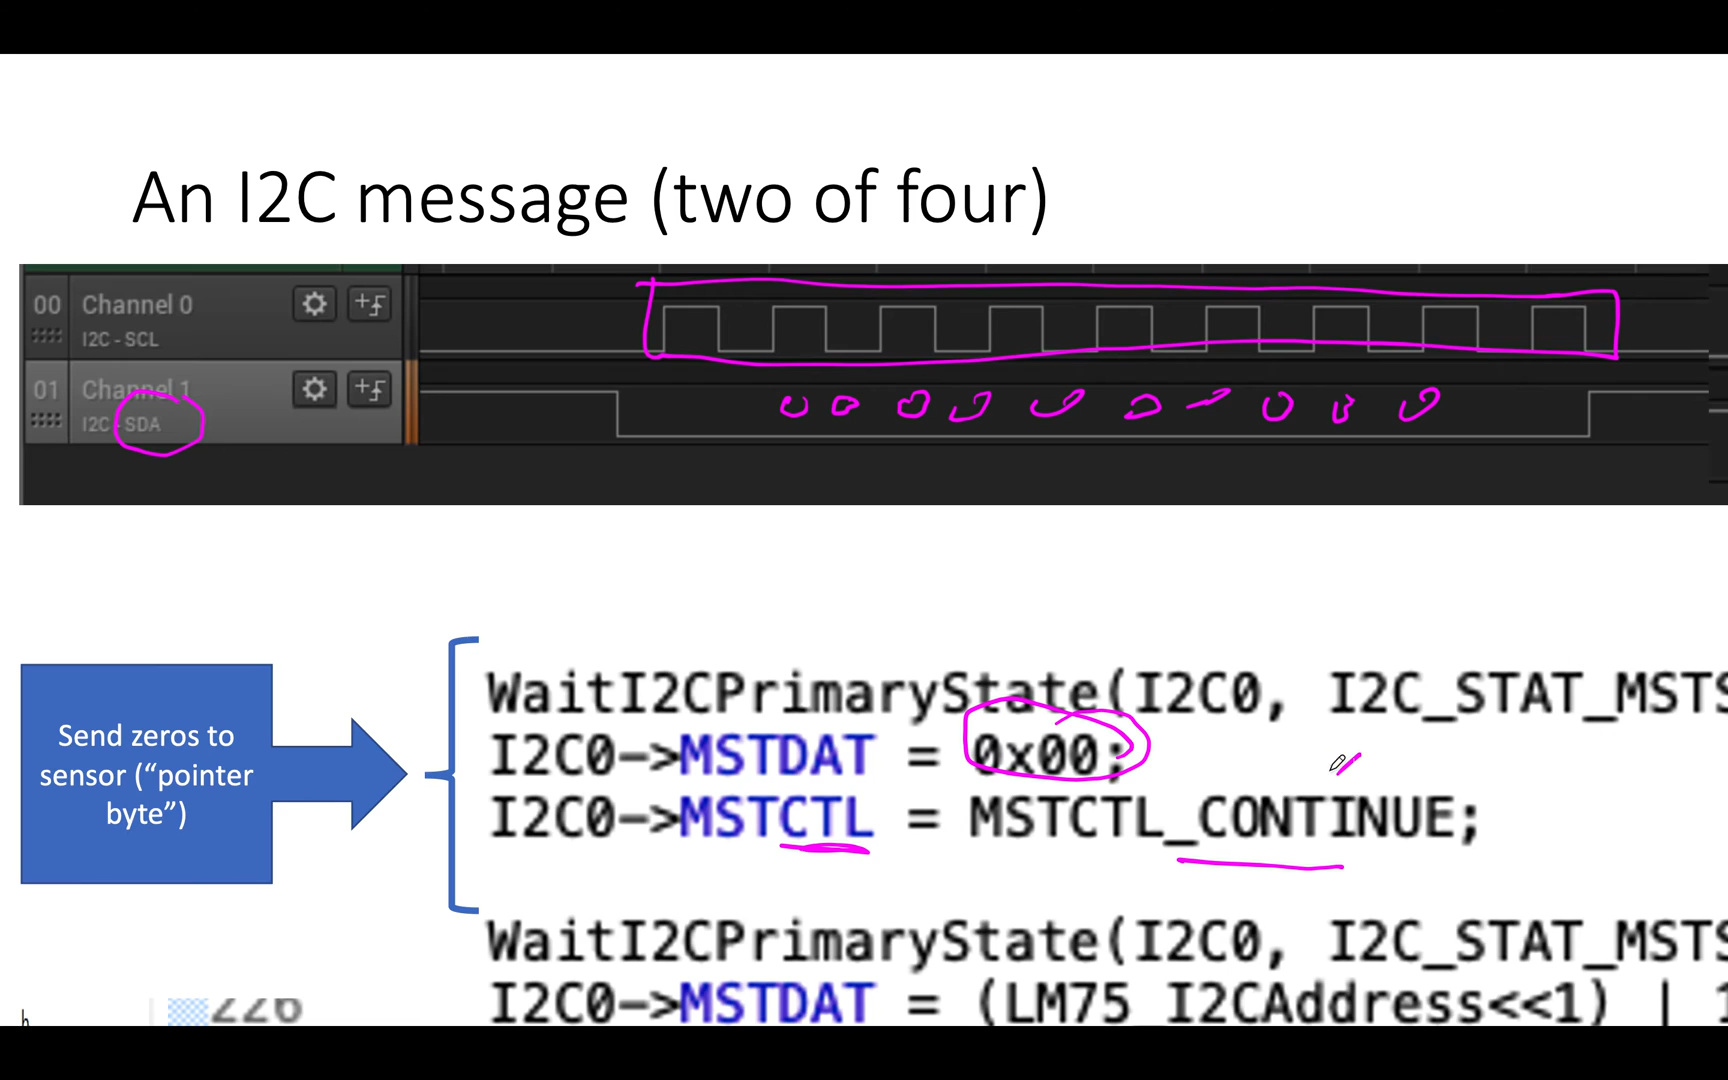 An I2C message (two of four)
00 Channel 0
I2C - SCL
01 Channel 1
I2C - SDA
Send zeros to
sensor (“pointer
byte”)
WaitI2CPrimaryState(I2C0, I2C_STAT_MSTS
I2C0->MSTDAT = 0x00;
I2C0->MSTCTL = MSTCTL_CONTINUE;
WaitI2CPrimaryState(I2C0, I2C_STAT_MSTS
I2C0->MSTDAT = (LM75_I2CAddress<<1) | 1
226